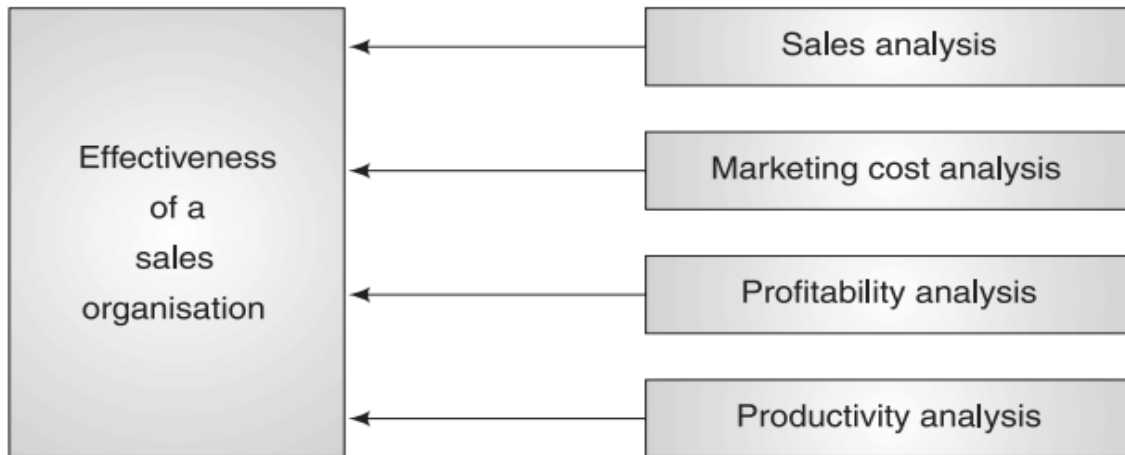 Effectiveness
of a
sales
organisation
Sales analysis
Marketing cost analysis
Profitability analysis
Productivity analysis